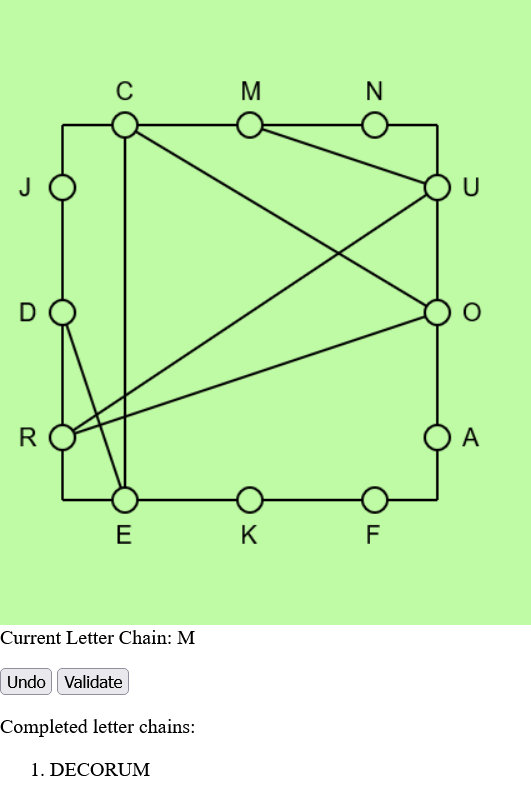 C M N
J U
D O
R A
E K F
Current Letter Chain: M
Undo Validate
Completed letter chains:
1. DECORUM